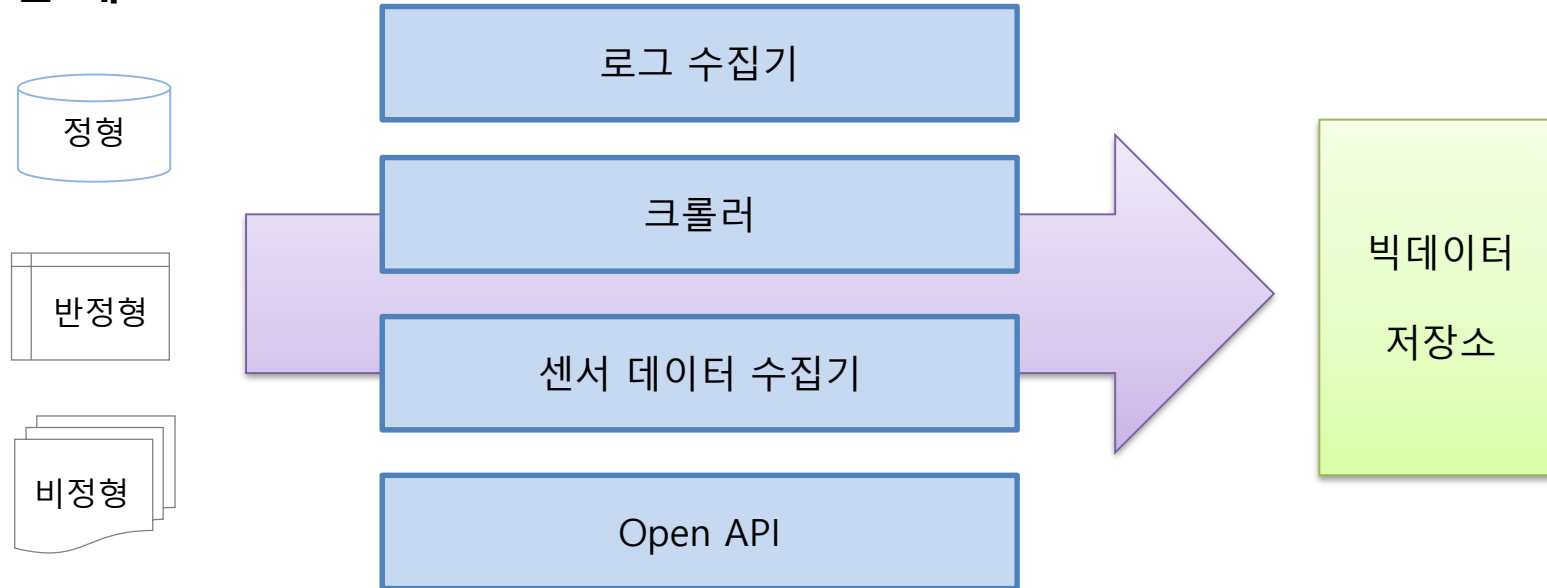 정형
반정형
비정형
로그 수집기
크롤러
센서 데이터 수집기
Open API
빅데이터
저장소